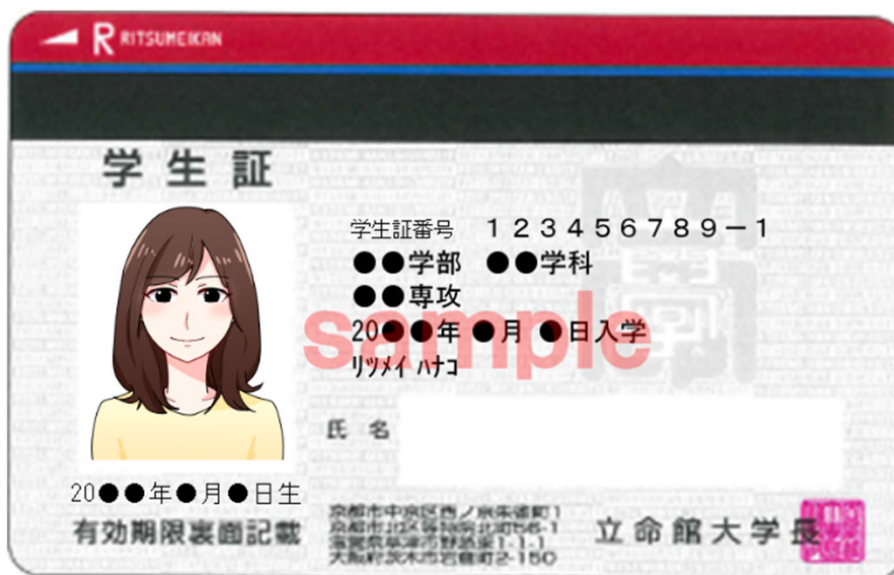 R RITSUMEIKAN
学生証
学生証番号 １２３４５６７８９－１
●●学部 ●●学科
●●専攻
20●●年●月 ●日入学
sample
ﾘﾂﾒｲ ﾊﾅｺ
氏 名
20●●年●月●日生
有効期限裏面記載
京都市中京区西ノ京朱雀町1
京都市北区等持院北町56-1
滋賀県草津市野路東1-1-1
大阪府茨木市岩倉町2-150
立命館大学長